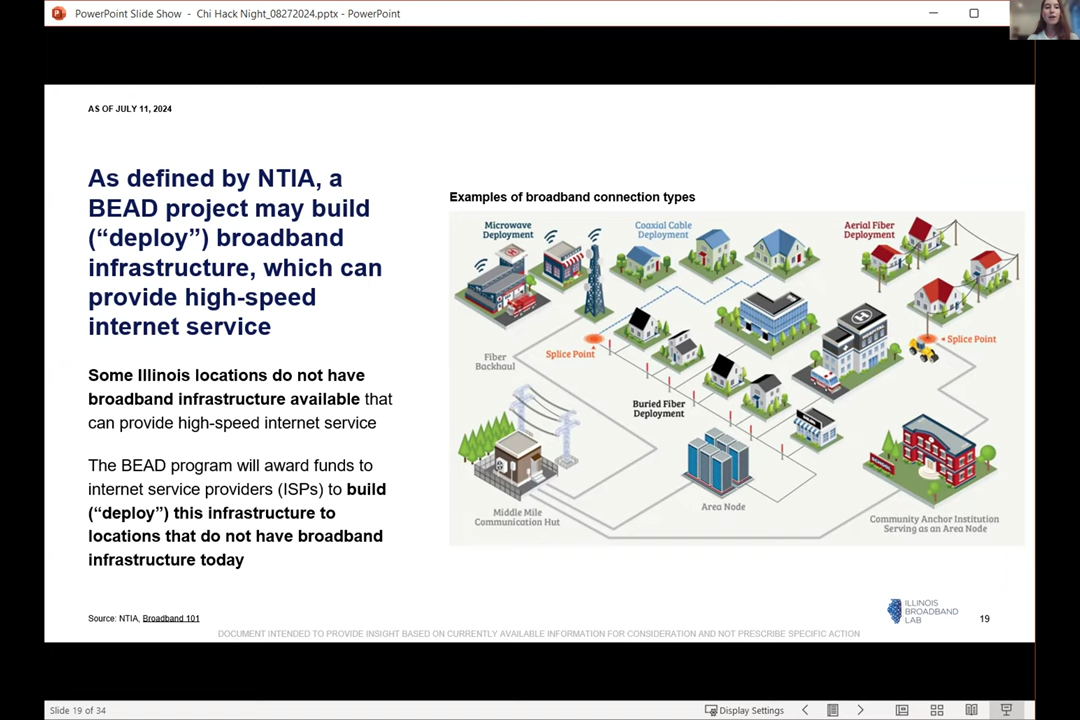 PowerPoint Slide Show - Chi Hack Night_08272024.pptx - PowerPoint
AS OF JULY 11, 2024
As defined by NTIA, a
BEAD project may build
(“deploy”) broadband
infrastructure, which can
provide high-speed
internet service
Some Illinois locations do not have
broadband infrastructure available that
can provide high-speed internet service
The BEAD program will award funds to
internet service providers (ISPs) to build
(“deploy”) this infrastructure to
locations that do not have broadband
infrastructure today
Examples of broadband connection types
Microwave
Deployment
Coaxial Cable
Deployment
Aerial Fiber
Deployment
Splice Point
Splice Point
Fiber
Backhaul
Buried Fiber
Deployment
Middle Mile
Communication Hut
Area Node
Community Anchor Institution
Serving as an Area Node
Source: NTIA, Broadband 101
ILLINOIS
BROADBAND
LAB
19
DOCUMENT INTENDED TO PROVIDE INSIGHT BASED ON CURRENTLY AVAILABLE INFORMATION FOR CONSIDERATION AND NOT PRESCRIBE SPECIFIC ACTION
Slide 19 of 34
Display Settings